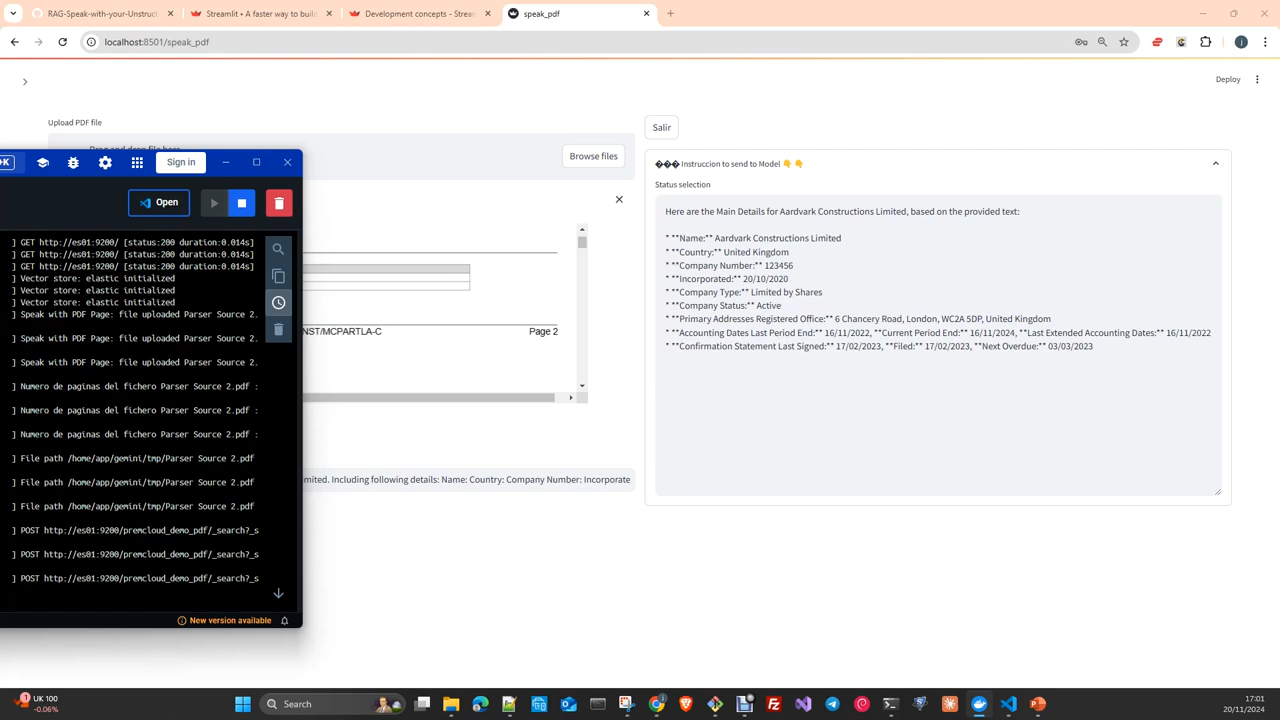 RAG-Speak-with-your-Unstruct
Streamlit • A faster way to build
Development concepts - Stream
speak_pdf
localhost:8501/speak_pdf
Deploy
Upload PDF file
Browse files
Salir
Instruccion to send to Model 👇 👇
Status selection
Here are the Main Details for Aardvark Constructions Limited, based on the provided text:
* **Name:** Aardvark Constructions Limited
* **Country:** United Kingdom
* **Company Number:** 123456
* **Incorporated:** 20/10/2020
* **Company Type:** Limited by Shares
* **Company Status:** Active
* **Primary Addresses Registered Office:** 6 Chancery Road, London, WC2A 5DP, United Kingdom
* **Accounting Dates Last Period End:** 16/11/2022, **Current Period End:** 16/11/2024, **Last Extended Accounting Dates:** 16/11/2022
* **Confirmation Statement Last Signed:** 17/02/2023, **Filed:** 17/02/2023, **Next Overdue:** 03/03/2023
NST/MCPARTLA-C
Page 2
mited. Including following details: Name: Country: Company Number: Incorporate
+K
Sign in
Open
] GET http://es01:9200/ [status:200 duration:0.014s]
] GET http://es01:9200/ [status:200 duration:0.014s]
] GET http://es01:9200/ [status:200 duration:0.014s]
] Vector store: elastic initialized
] Vector store: elastic initialized
] Vector store: elastic initialized
] Speak with PDF Page: file uploaded Parser Source 2.
] Speak with PDF Page: file uploaded Parser Source 2.
] Speak with PDF Page: file uploaded Parser Source 2.
] Numero de paginas del fichero Parser Source 2.pdf :
] Numero de paginas del fichero Parser Source 2.pdf :
] Numero de paginas del fichero Parser Source 2.pdf :
] File path /home/app/gemini/tmp/Parser Source 2.pdf
] File path /home/app/gemini/tmp/Parser Source 2.pdf
] File path /home/app/gemini/tmp/Parser Source 2.pdf
] POST http://es01:9200/premcloud_demo_pdf/_search?_s
] POST http://es01:9200/premcloud_demo_pdf/_search?_s
] POST http://es01:9200/premcloud_demo_pdf/_search?_s
New version available
UK 100
-0.06%
Search
17:01
20/11/2024